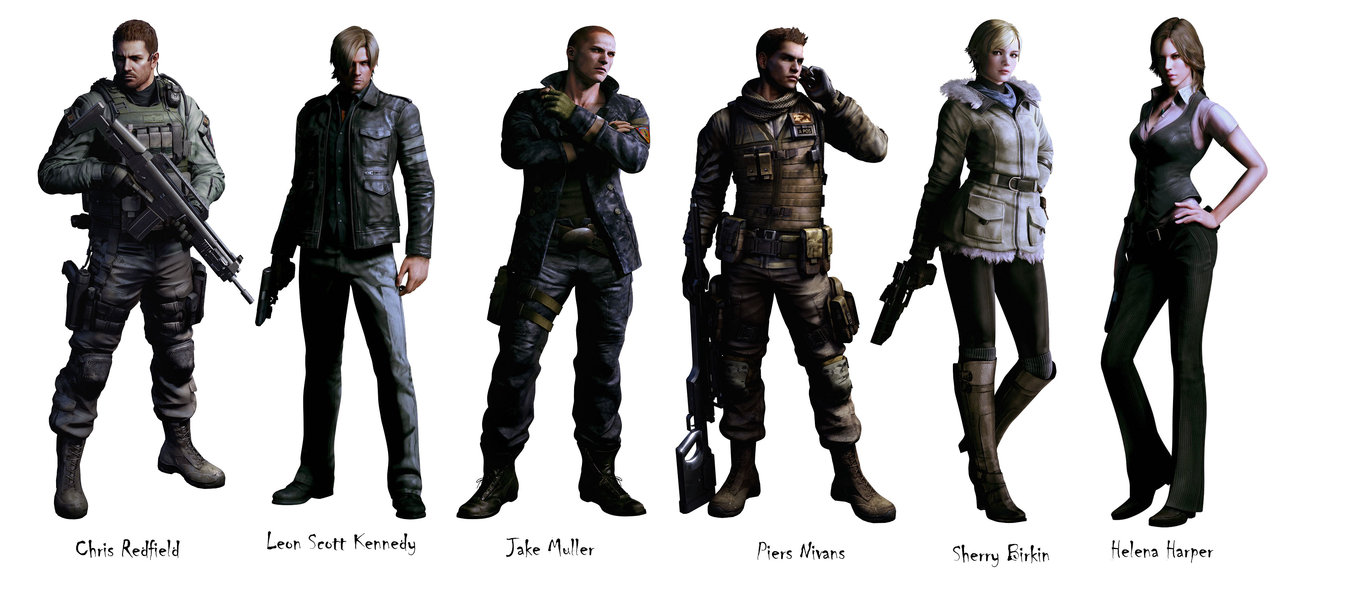 Chris Redfield
Leon Scott Kennedy
Jake Muller
Piers Nivans
Sherry Birkin
Helena Harper